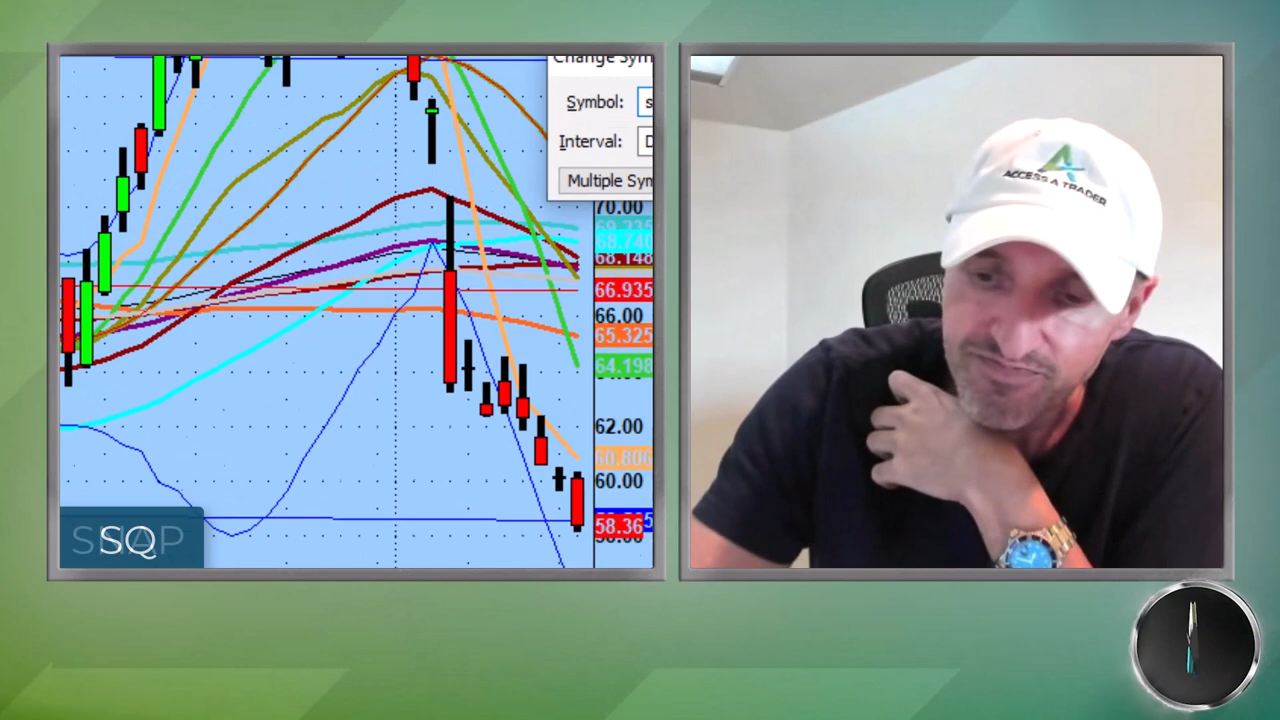 Change Sym
Symbol:
s
Interval:
D
Multiple Sym
70.00
68.740
68.148
66.935
66.00
65.325
64.198
62.00
60.806
60.00
58.36
SQ
ACCESS A TRADER